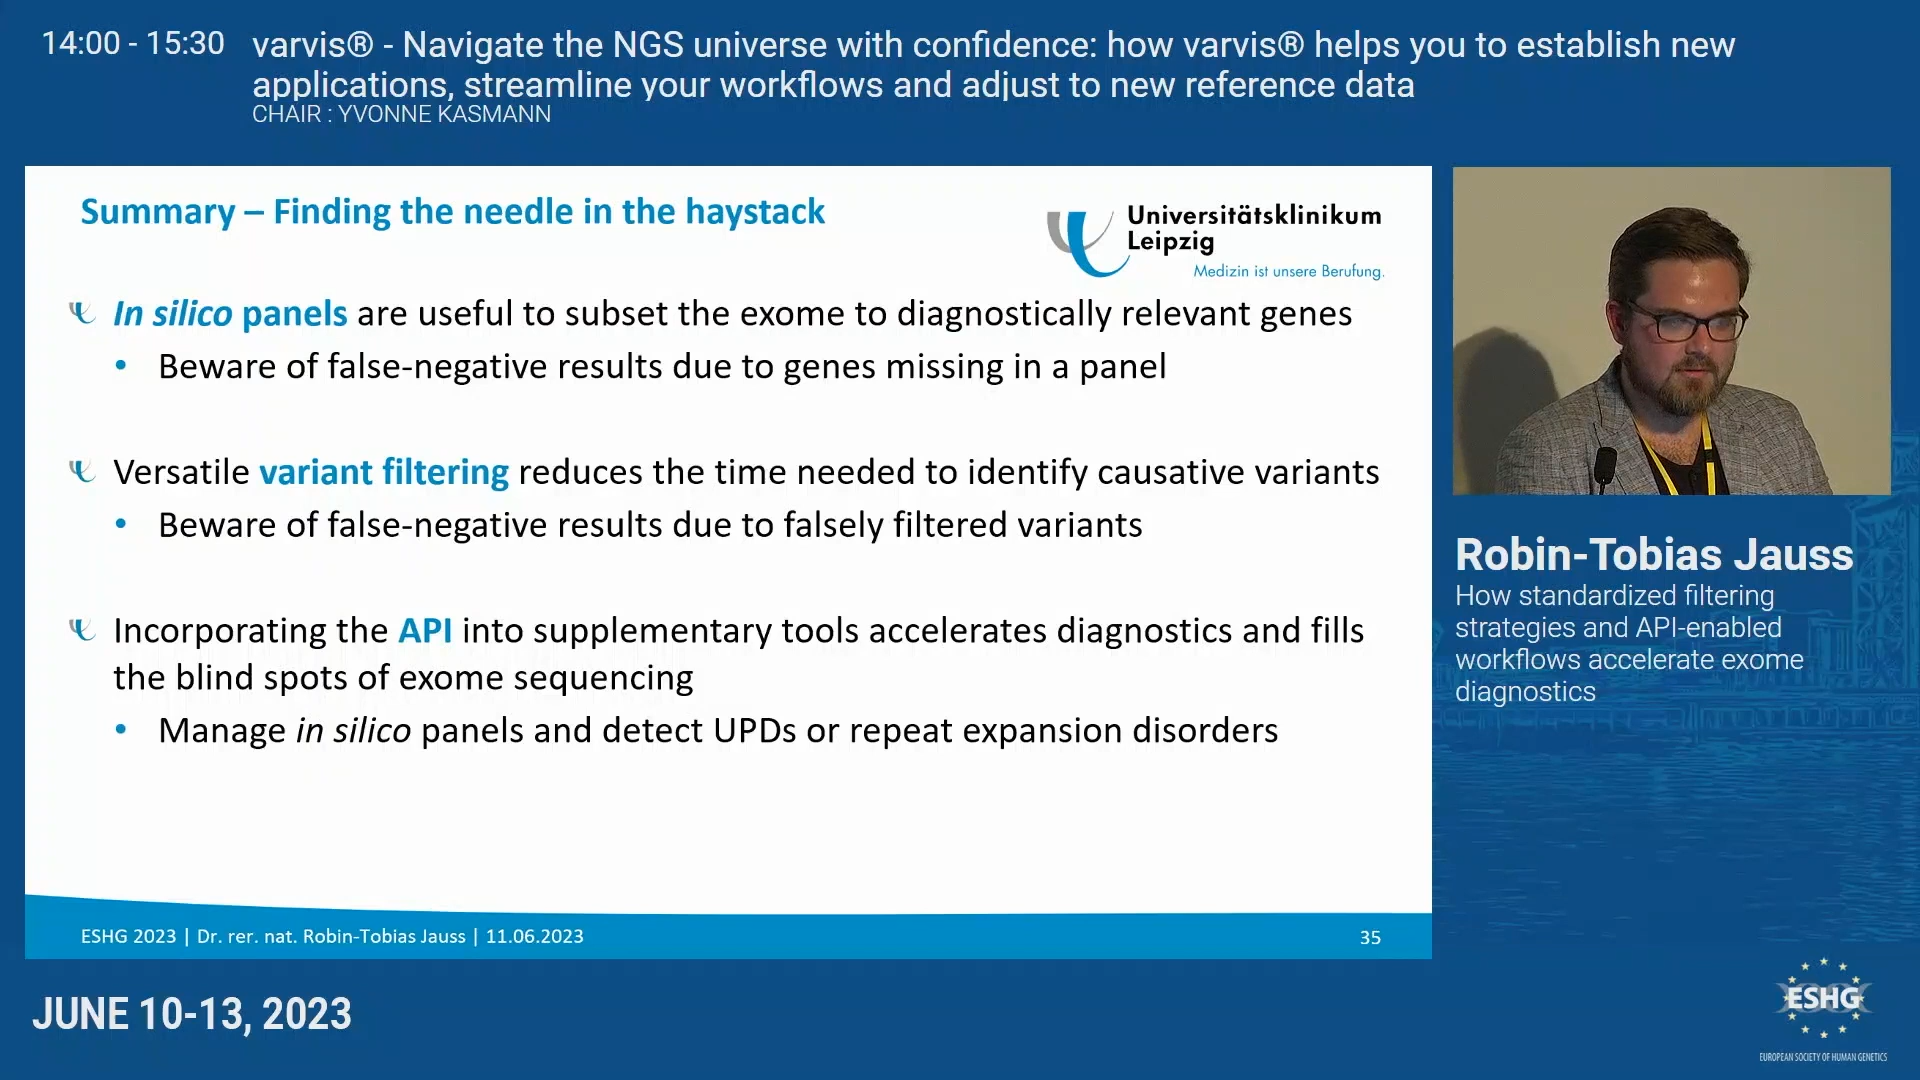 14:00 - 15:30
varvis® - Navigate the NGS universe with confidence: how varvis® helps you to establish new
applications, streamline your workflows and adjust to new reference data
CHAIR : YVONNE KASMANN
Summary – Finding the needle in the haystack
Universitätsklinikum
Leipzig
Medizin ist unsere Berufung.
In silico panels are useful to subset the exome to diagnostically relevant genes
• Beware of false-negative results due to genes missing in a panel
Versatile variant filtering reduces the time needed to identify causative variants
• Beware of false-negative results due to falsely filtered variants
Incorporating the API into supplementary tools accelerates diagnostics and fills
the blind spots of exome sequencing
• Manage in silico panels and detect UPDs or repeat expansion disorders
ESHG 2023 | Dr. rer. nat. Robin-Tobias Jauss | 11.06.2023
35
Robin-Tobias Jauss
How standardized filtering
strategies and API-enabled
workflows accelerate exome
diagnostics
JUNE 10-13, 2023
ESHG
EUROPEAN SOCIETY OF HUMAN GENETICS